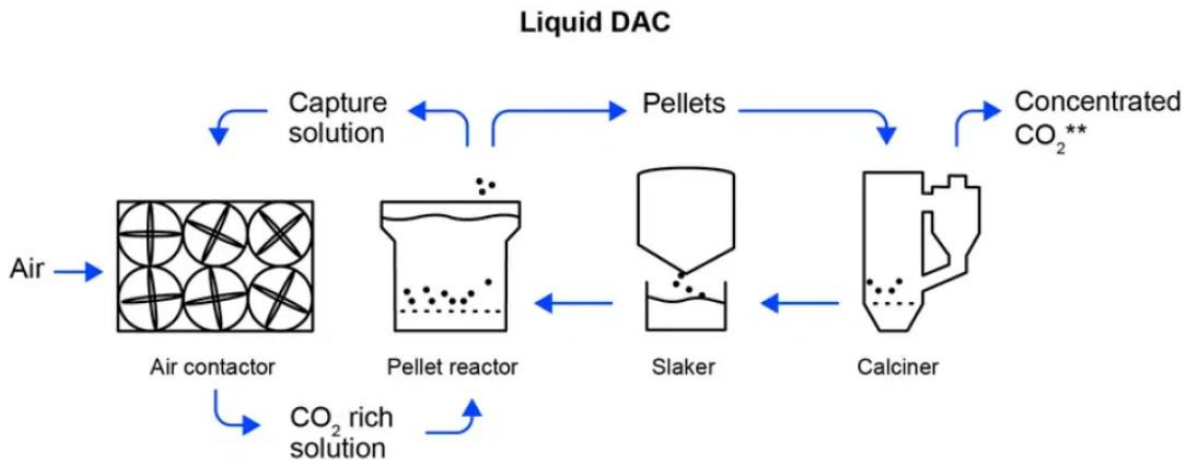 Liquid DAC
Capture
solution
Pellets
Concentrated
CO₂**
Air
Air contactor
Pellet reactor
Slaker
Calciner
CO₂ rich
solution